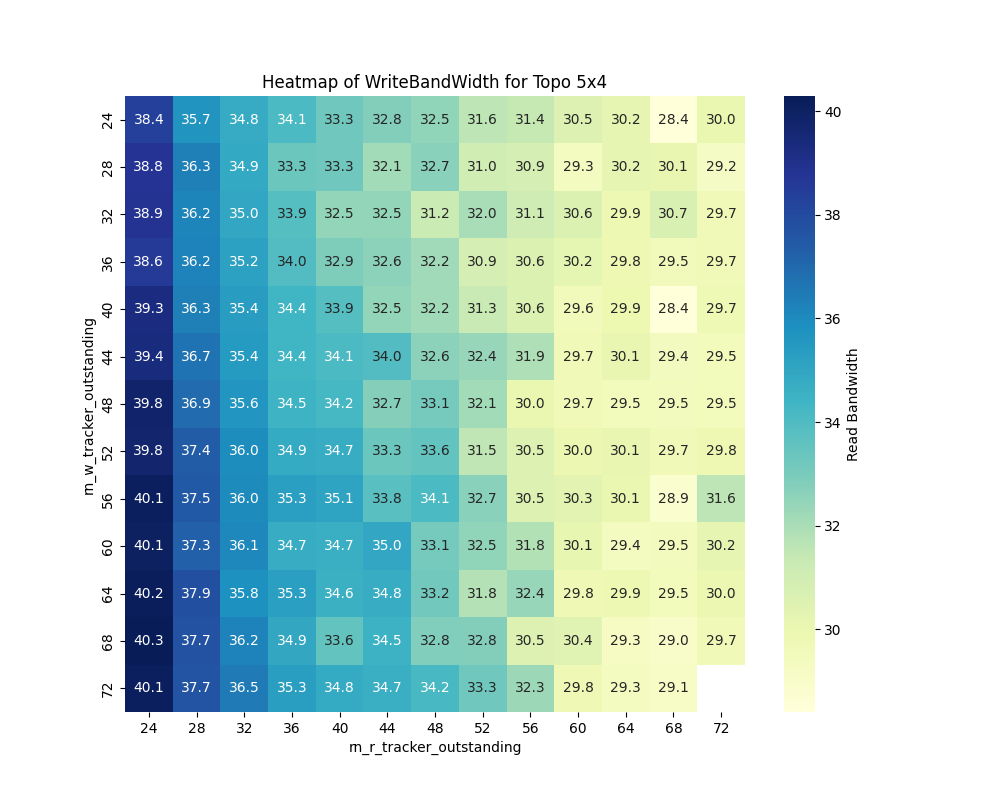 Heatmap of WriteBandWidth for Topo 5x4
24 38.4 35.7 34.8 34.1 33.3 32.8 32.5 31.6 31.4 30.5 30.2 28.4 30.0
28 38.8 36.3 34.9 33.3 33.3 32.1 32.7 31.0 30.9 29.3 30.2 30.1 29.2
32 38.9 36.2 35.0 33.9 32.5 32.5 31.2 32.0 31.1 30.6 29.9 30.7 29.7
36 38.6 36.2 35.2 34.0 32.9 32.6 32.2 30.9 30.6 30.2 29.8 29.5 29.7
40 39.3 36.3 35.4 34.4 33.9 32.5 32.2 31.3 30.6 29.6 29.9 28.4 29.7
44 39.4 36.7 35.4 34.4 34.1 34.0 32.6 32.4 31.9 29.7 30.1 29.4 29.5
48 39.8 36.9 35.6 34.5 34.2 32.7 33.1 32.1 30.0 29.7 29.5 29.5 29.5
52 39.8 37.4 36.0 34.9 34.7 33.3 33.6 31.5 30.5 30.0 30.1 29.7 29.8
56 40.1 37.5 36.0 35.3 35.1 33.8 34.1 32.7 30.5 30.3 30.1 28.9 31.6
60 40.1 37.3 36.1 34.7 34.7 35.0 33.1 32.5 31.8 30.1 29.4 29.5 30.2
64 40.2 37.9 35.8 35.3 34.6 34.8 33.2 31.8 32.4 29.8 29.9 29.5 30.0
68 40.3 37.7 36.2 34.9 33.6 34.5 32.8 32.8 30.5 30.4 29.3 29.0 29.7
72 40.1 37.7 36.5 35.3 34.8 34.7 34.2 33.3 32.3 29.8 29.3 29.1
24 28 32 36 40 44 48 52 56 60 64 68 72
rn_r_tracker_outstanding
rn_w_tracker_outstanding
40
38
36
34
32
30
Read Bandwidth